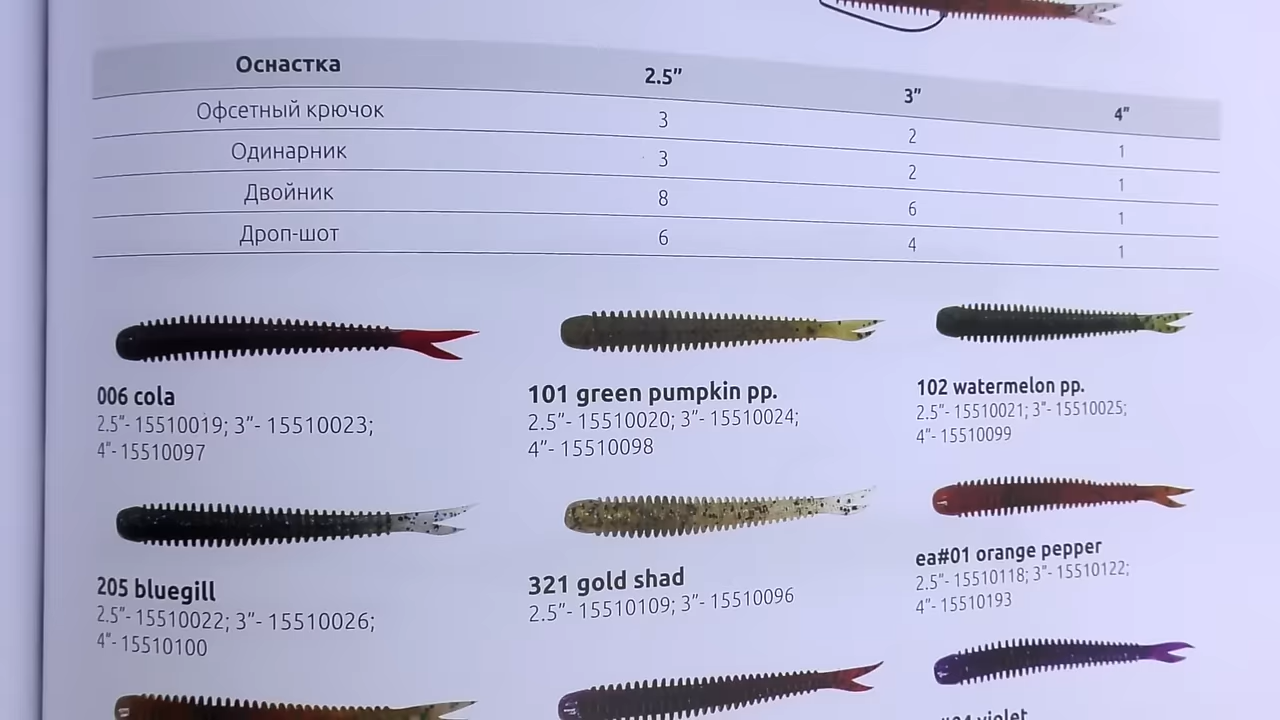 Оснастка 2.5” 3” 4”
Офсетный крючок 3 2 1
Одинарник 3 2 1
Двойник 8 6 1
Дроп-шот 6 4 1
006 cola
2.5”- 15510019; 3”- 15510023;
4”- 15510097
101 green pumpkin pp.
2.5”- 15510020; 3”- 15510024;
4”- 15510098
102 watermelon pp.
2.5”- 15510021; 3”- 15510025;
4”- 15510099
205 bluegill
2.5”- 15510022; 3”- 15510026;
4”- 15510100
321 gold shad
2.5”- 15510109; 3”- 15510096
ea#01 orange pepper
2.5”- 15510118; 3”- 15510122;
4”- 15510193
violet